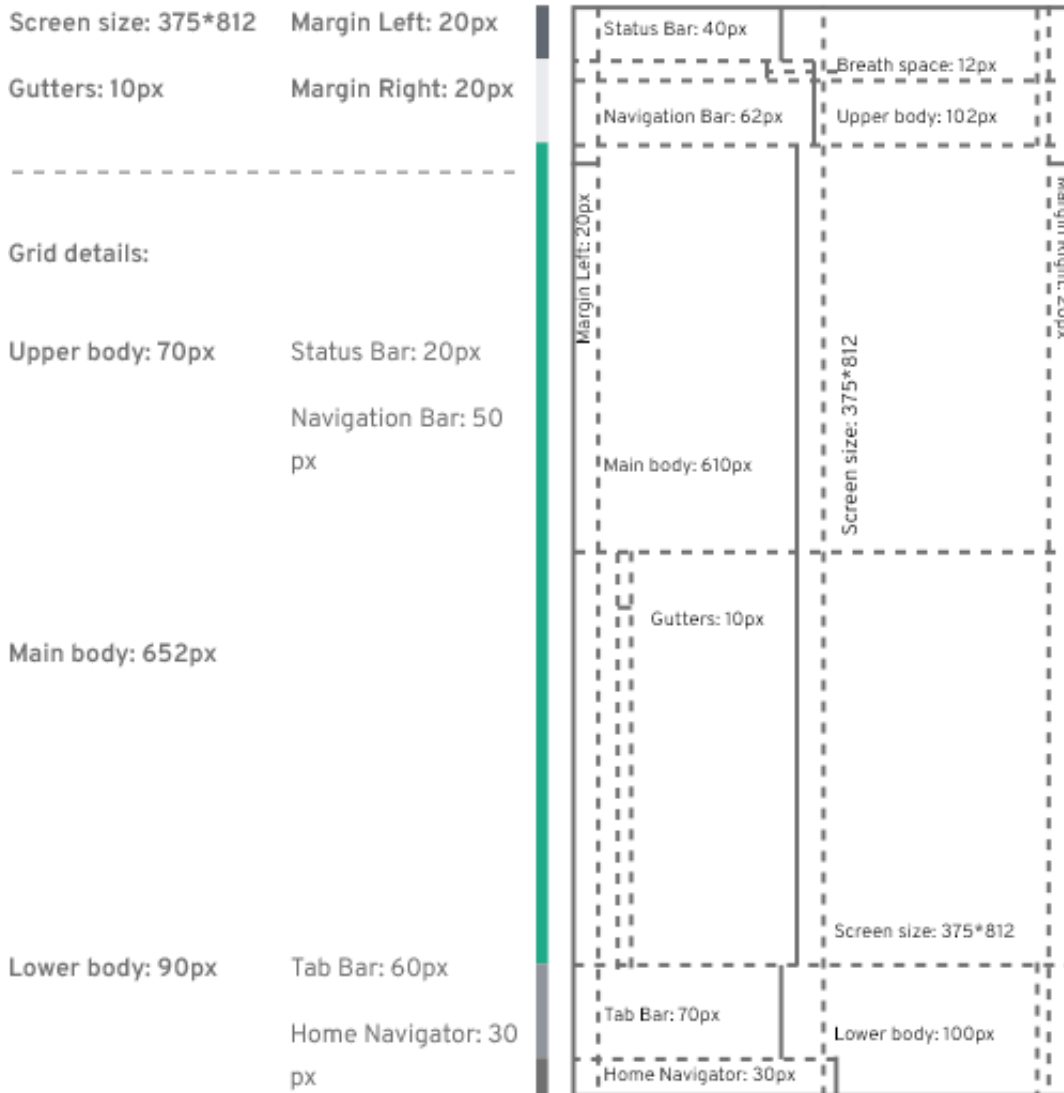 Screen size: 375*812
Margin Left: 20px
Gutters: 10px
Margin Right: 20px
Grid details:
Upper body: 70px
Status Bar: 20px
Navigation Bar: 50
px
Main body: 652px
Lower body: 90px
Tab Bar: 60px
Home Navigator: 30
px
Status Bar: 40px
Breath space: 12px
Navigation Bar: 62px
Upper body: 102px
Margin Left: 20px
Margin Right: 20px
Screen size: 375*812
Main body: 610px
Gutters: 10px
Screen size: 375*812
Tab Bar: 70px
Lower body: 100px
Home Navigator: 30px